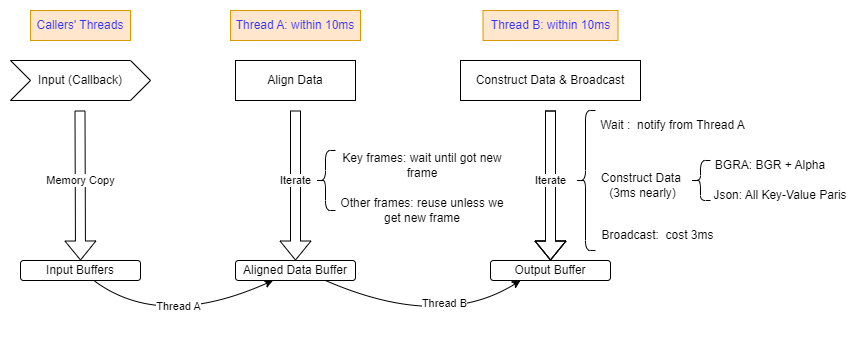 Callers' Threads
Thread A: within 10ms
Thread B: within 10ms
Input (Callback)
Align Data
Construct Data & Broadcast
Memory Copy
Iterate
Key frames: wait until got new
frame
Other frames: reuse unless we
get new frame
Iterate
Wait :  notify from Thread A
Construct Data
(3ms nearly)
BGRA: BGR + Alpha
Json: All Key-Value Paris
Broadcast:  cost 3ms
Input Buffers
Aligned Data Buffer
Output Buffer
Thread A
Thread B